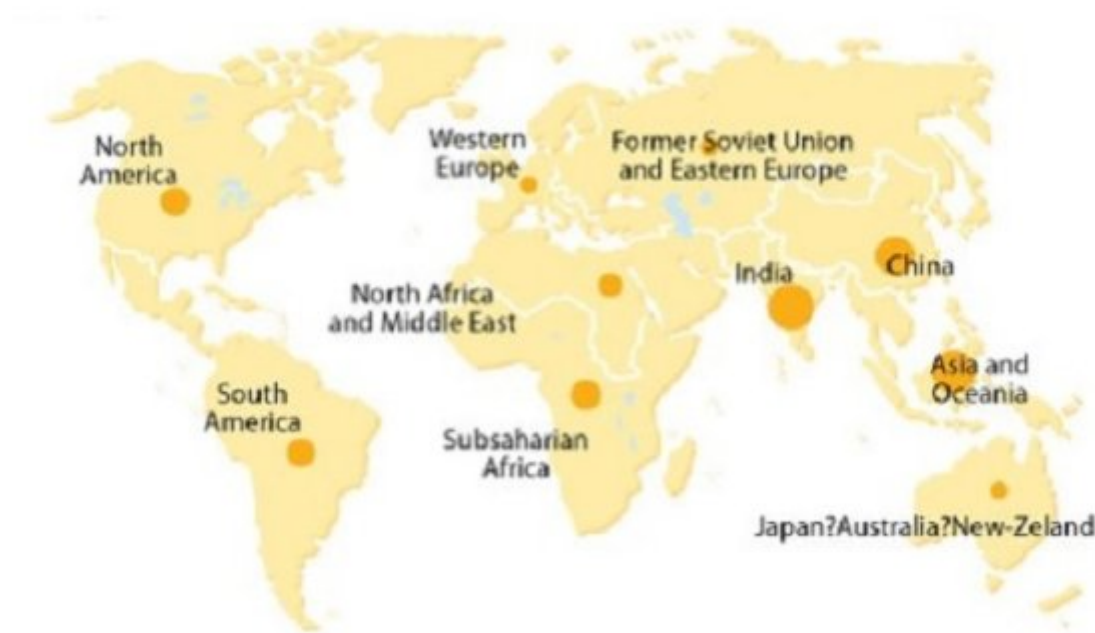 North
America
Western
Europe
Former Soviet Union
and Eastern Europe
India
China
North Africa
and Middle East
Asia and
Oceania
South
America
Subsaharian
Africa
Japan?Australia?New-Zeland